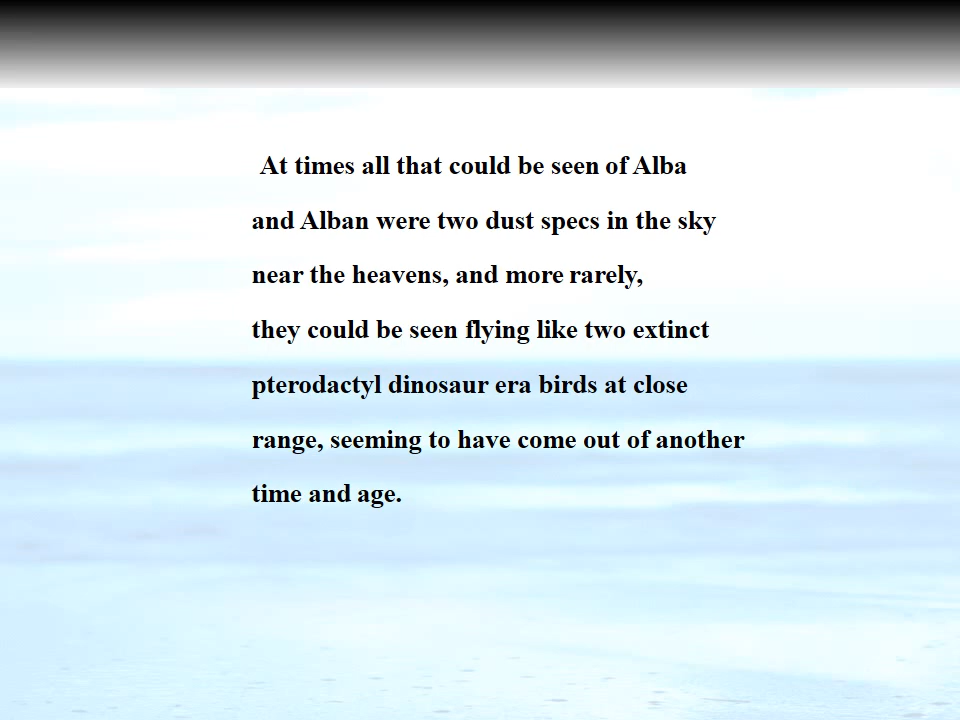 At times all that could be seen of Alba
and Alban were two dust specs in the sky
near the heavens, and more rarely,
they could be seen flying like two extinct
pterodactyl dinosaur era birds at close
range, seeming to have come out of another
time and age.